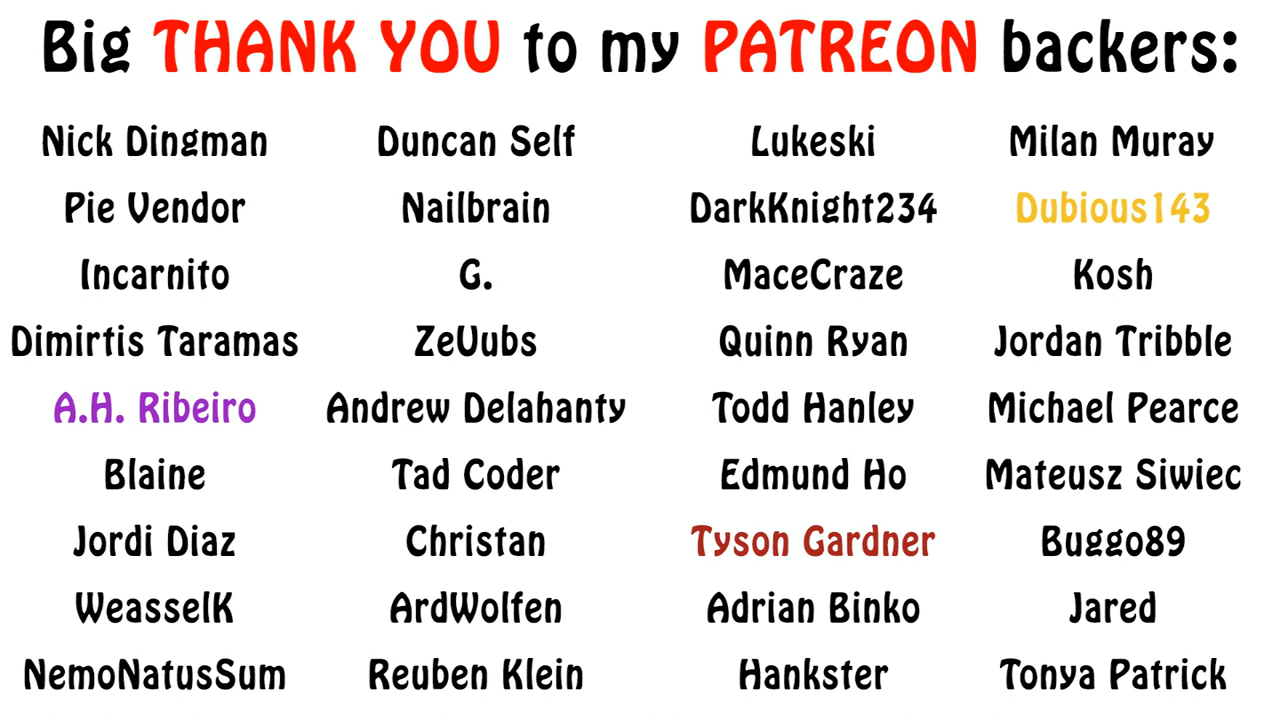 Big THANK YOU to my PATREON backers:
Nick Dingman Duncan Self Lukeski Milan Muray
Pie Vendor Nailbrain DarkKnight234 Dubious143
Incarnito G. MaceCraze Kosh
Dimirtis Taramas ZeVubs Quinn Ryan Jordan Tribble
A.H. Ribeiro Andrew Delahanty Todd Hanley Michael Pearce
Blaine Tad Coder Edmund Ho Mateusz Siwiec
Jordi Diaz Christan Tyson Gardner Buggo89
WeasselK ArdWolfen Adrian Binko Jared
NemoNatusSum Reuben Klein Hankster Tonya Patrick